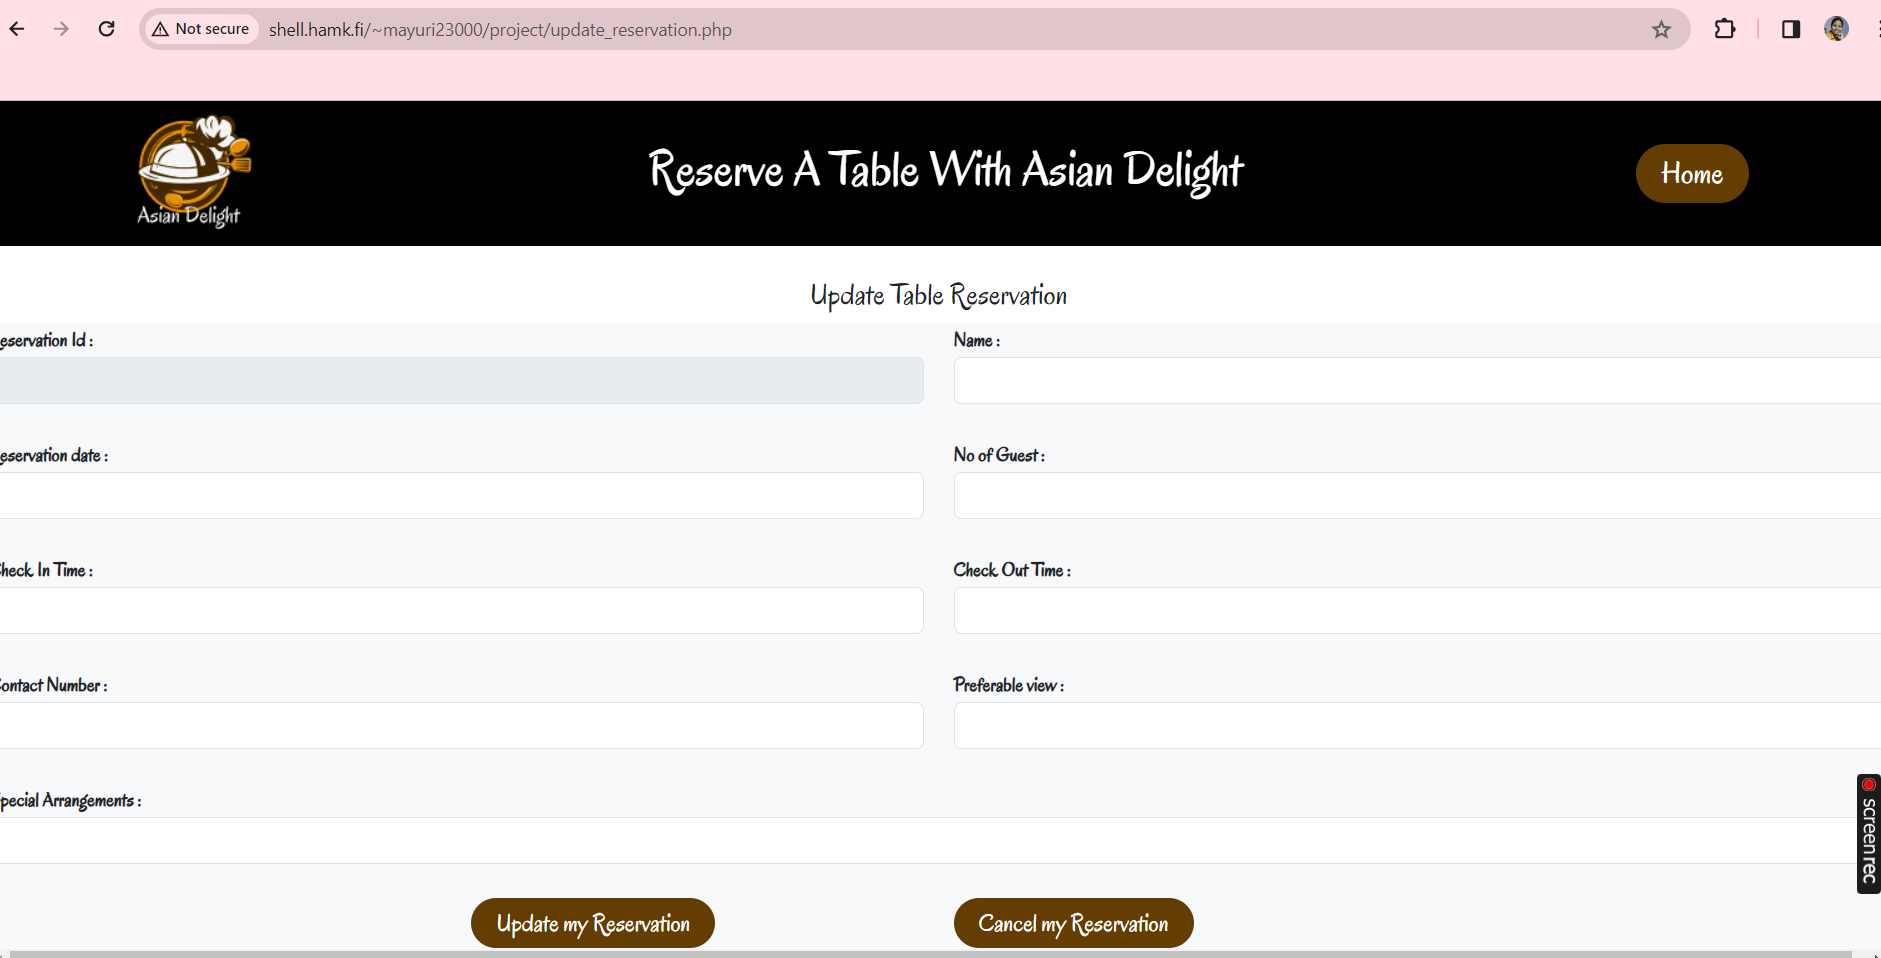 Not secure shell.hamk.fi/~mayuri23000/project/update_reservation.php
Asian Delight
Reserve A Table With Asian Delight
Home
Update Table Reservation
eservation Id :
Name :
eservation date :
No of Guest :
heck In Time :
Check Out Time :
ontact Number :
Preferable view :
pecial Arrangements :
screenrec
Update my Reservation
Cancel my Reservation